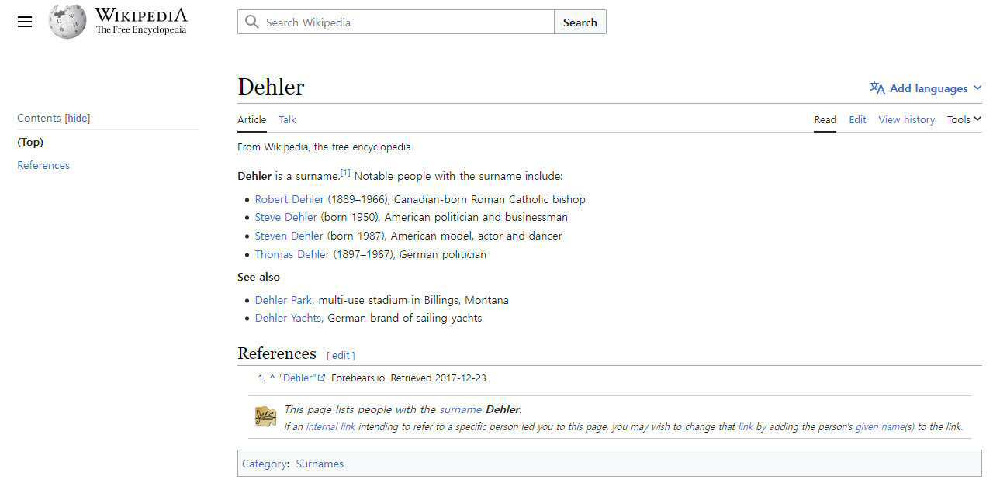 WIKIPEDIA
The Free Encyclopedia
Search Wikipedia
Search
Dehler
Add languages
Contents [hide]
(Top)
References
Article Talk
Read Edit View history Tools
From Wikipedia, the free encyclopedia
Dehler is a surname.[1] Notable people with the surname include:
• Robert Dehler (1889–1966), Canadian-born Roman Catholic bishop
• Steve Dehler (born 1950), American politician and businessman
• Steven Dehler (born 1987), American model, actor and dancer
• Thomas Dehler (1897–1967), German politician
See also
• Dehler Park, multi-use stadium in Billings, Montana
• Dehler Yachts, German brand of sailing yachts
References [ edit ]
1. ^ "Dehler". Forebears.io. Retrieved 2017-12-23.
This page lists people with the surname Dehler.
If an internal link intending to refer to a specific person led you to this page, you may wish to change that link by adding the person's given name(s) to the link.
Category: Surnames